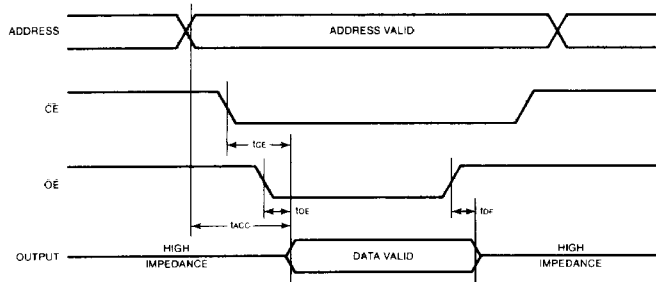 ADDRESS
ADDRESS VALID
CE
tCE
OE
tOE
tDF
tACC
OUTPUT
HIGH
IMPEDANCE
DATA VALID
HIGH
IMPEDANCE